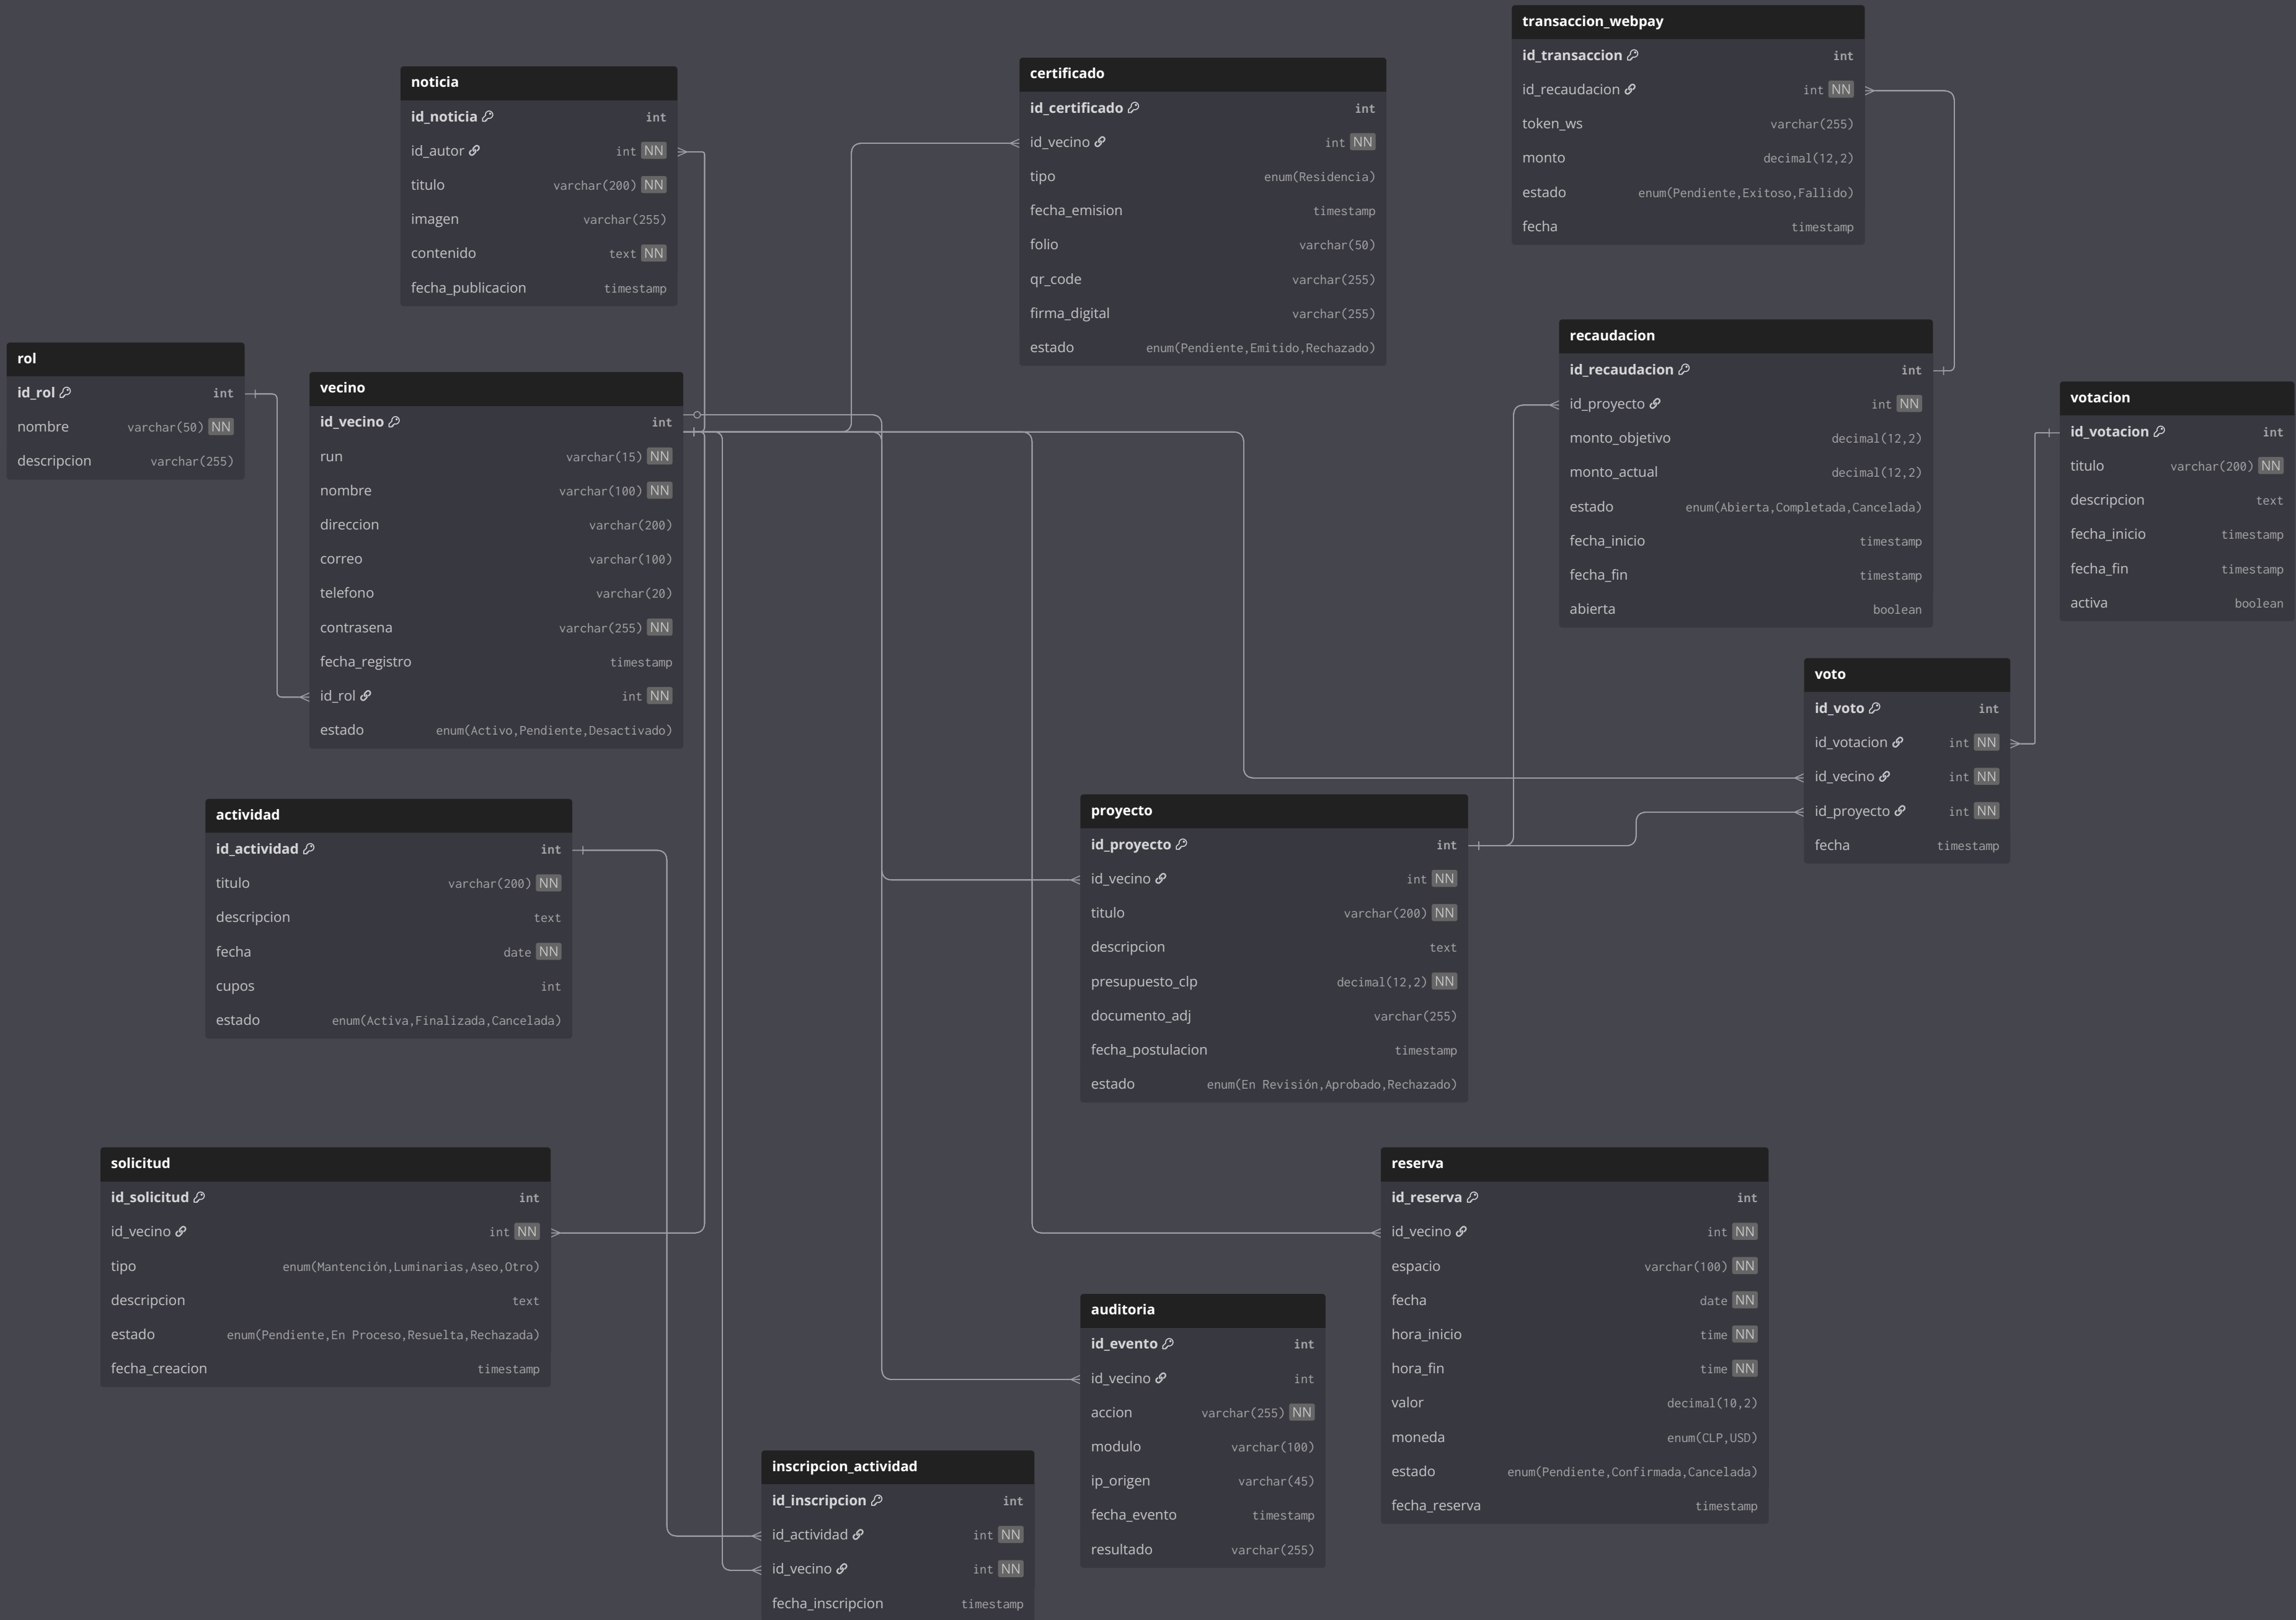 noticia
id_noticia int
id_autor int NN
titulo varchar(200) NN
imagen varchar(255)
contenido text NN
fecha_publicacion timestamp
certificado
id_certificado int
id_vecino int NN
tipo enum(Residencia)
fecha_emision timestamp
folio varchar(50)
qr_code varchar(255)
firma_digital varchar(255)
estado enum(Pendiente,Emitido,Rechazado)
transaccion_webpay
id_transaccion int
id_recaudacion int NN
token_ws varchar(255)
monto decimal(12,2)
estado enum(Pendiente,Exitoso,Fallido)
fecha timestamp
rol
id_rol int
nombre varchar(50) NN
descripcion varchar(255)
vecino
id_vecino int
run varchar(15) NN
nombre varchar(100) NN
direccion varchar(200)
correo varchar(100)
telefono varchar(20)
contrasena varchar(255) NN
fecha_registro timestamp
id_rol int NN
estado enum(Activo,Pendiente,Desactivado)
recaudacion
id_recaudacion int
id_proyecto int NN
monto_objetivo decimal(12,2)
monto_actual decimal(12,2)
estado enum(Abierta,Completada,Cancelada)
fecha_inicio timestamp
fecha_fin timestamp
abierta boolean
votacion
id_votacion int
titulo varchar(200) NN
descripcion text
fecha_inicio timestamp
fecha_fin timestamp
activa boolean
voto
id_voto int
id_votacion int NN
id_vecino int NN
id_proyecto int NN
fecha timestamp
actividad
id_actividad int
titulo varchar(200) NN
descripcion text
fecha date NN
cupos int
estado enum(Activa,Finalizada,Cancelada)
proyecto
id_proyecto int
id_vecino int NN
titulo varchar(200) NN
descripcion text
presupuesto_clp decimal(12,2) NN
documento_adj varchar(255)
fecha_postulacion timestamp
estado enum(En Revisión,Aprobado,Rechazado)
solicitud
id_solicitud int
id_vecino int NN
tipo enum(Mantención,Luminarias,Aseo,Otro)
descripcion text
estado enum(Pendiente,En Proceso,Resuelta,Rechazada)
fecha_creacion timestamp
reserva
id_reserva int
id_vecino int NN
espacio varchar(100) NN
fecha date NN
hora_inicio time NN
hora_fin time NN
valor decimal(10,2)
moneda enum(CLP,USD)
estado enum(Pendiente,Confirmada,Cancelada)
fecha_reserva timestamp
auditoria
id_evento int
id_vecino int
accion varchar(255) NN
modulo varchar(100)
ip_origen varchar(45)
fecha_evento timestamp
resultado varchar(255)
inscripcion_actividad
id_inscripcion int
id_actividad int NN
id_vecino int NN
fecha_inscripcion timestamp